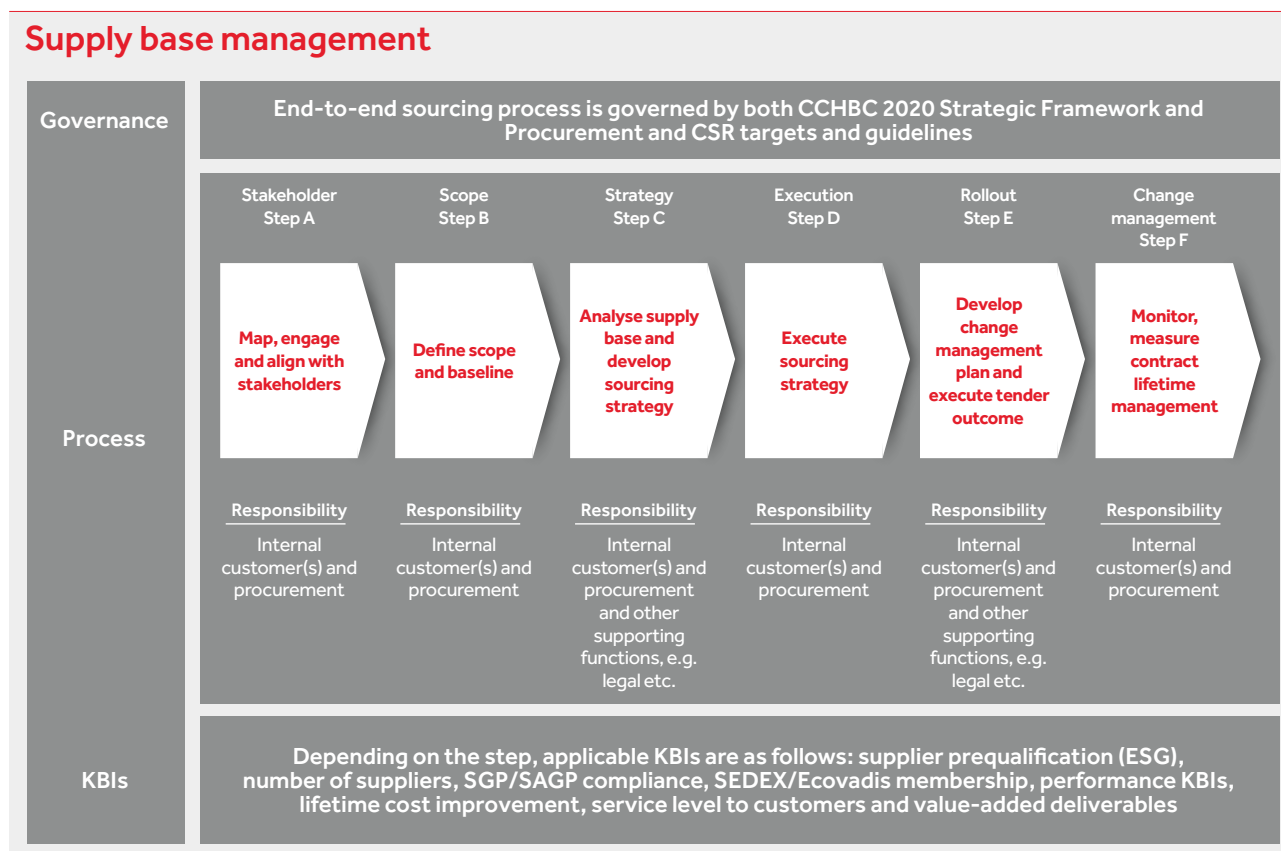 Supply base management
Governance
End-to-end sourcing process is governed by both CCHBC 2020 Strategic Framework and
Procurement and CSR targets and guidelines
Process
Stakeholder
Step A
Scope
Step B
Strategy
Step C
Execution
Step D
Rollout
Step E
Change
management
Step F
Map, engage
and align with
stakeholders
Define scope
and baseline
Analyse supply
base and
develop
sourcing
strategy
Execute
sourcing
strategy
Develop
change
management
plan and
execute tender
outcome
Monitor,
measure
contract
lifetime
management
Responsibility
Internal
customer(s) and
procurement
Responsibility
Internal
customer(s) and
procurement
Responsibility
Internal
customer(s) and
procurement
and other
supporting
functions, e.g.
legal etc.
Responsibility
Internal
customer(s) and
procurement
Responsibility
Internal
customer(s) and
procurement
and other
supporting
functions, e.g.
legal etc.
Responsibility
Internal
customer(s) and
procurement
KBIs
Depending on the step, applicable KBIs are as follows: supplier prequalification (ESG),
number of suppliers, SGP/SAGP compliance, SEDEX/Ecovadis membership, performance KBIs,
lifetime cost improvement, service level to customers and value-added deliverables